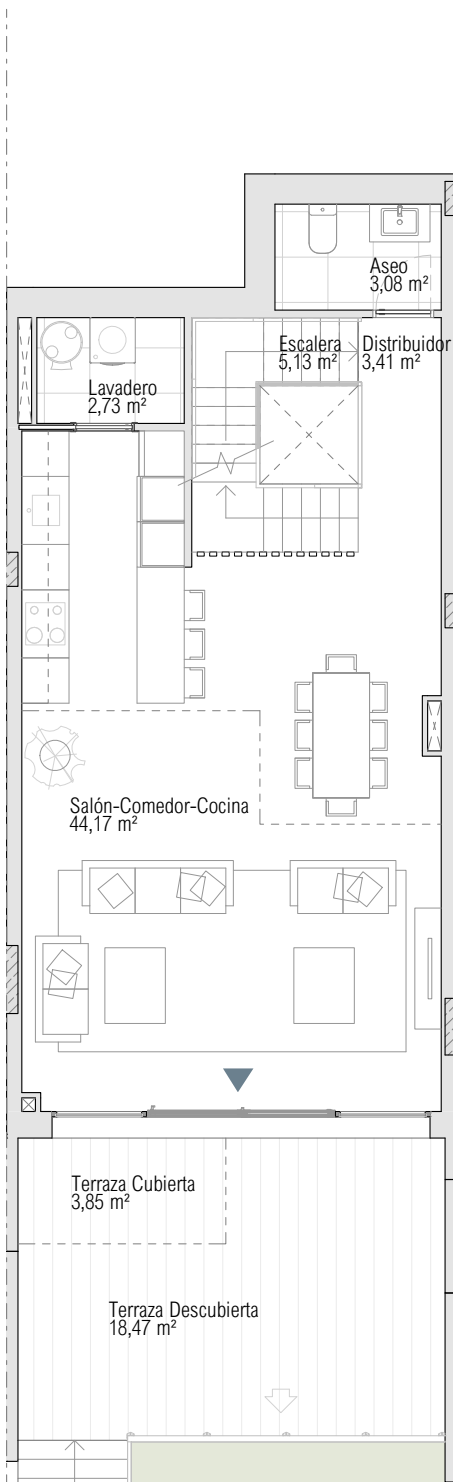 Aseo
3,08 m²
Escalera
5,13 m²
Distribuidor
3,41 m²
Lavadero
2,73 m²
Salón-Comedor-Cocina
44,17 m²
Terraza Cubierta
3,85 m²
Terraza Descubierta
18,47 m²